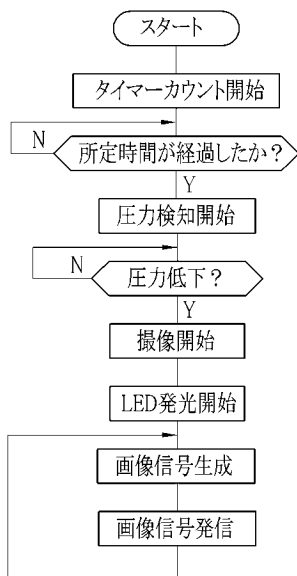 スタート
タイマーカウント開始
N
所定時間が経過したか？
Y
圧力検知開始
N
圧力低下？
Y
撮像開始
LED発光開始
画像信号生成
画像信号発信